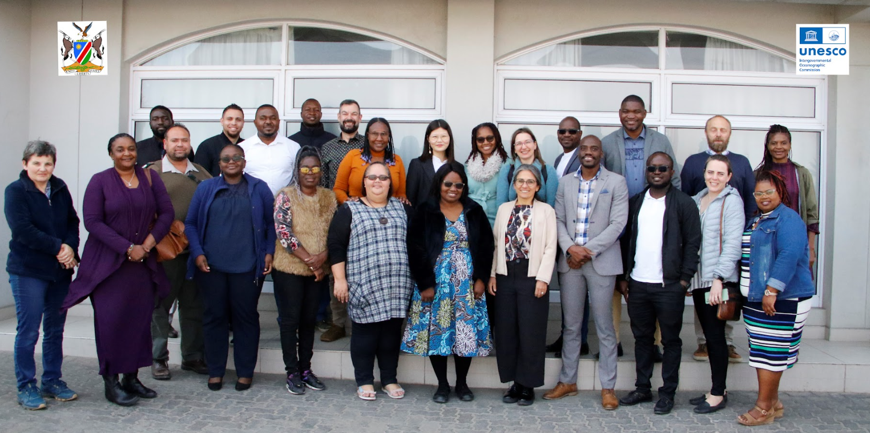 unesco
Intergovernmental
Oceanographic
Commission